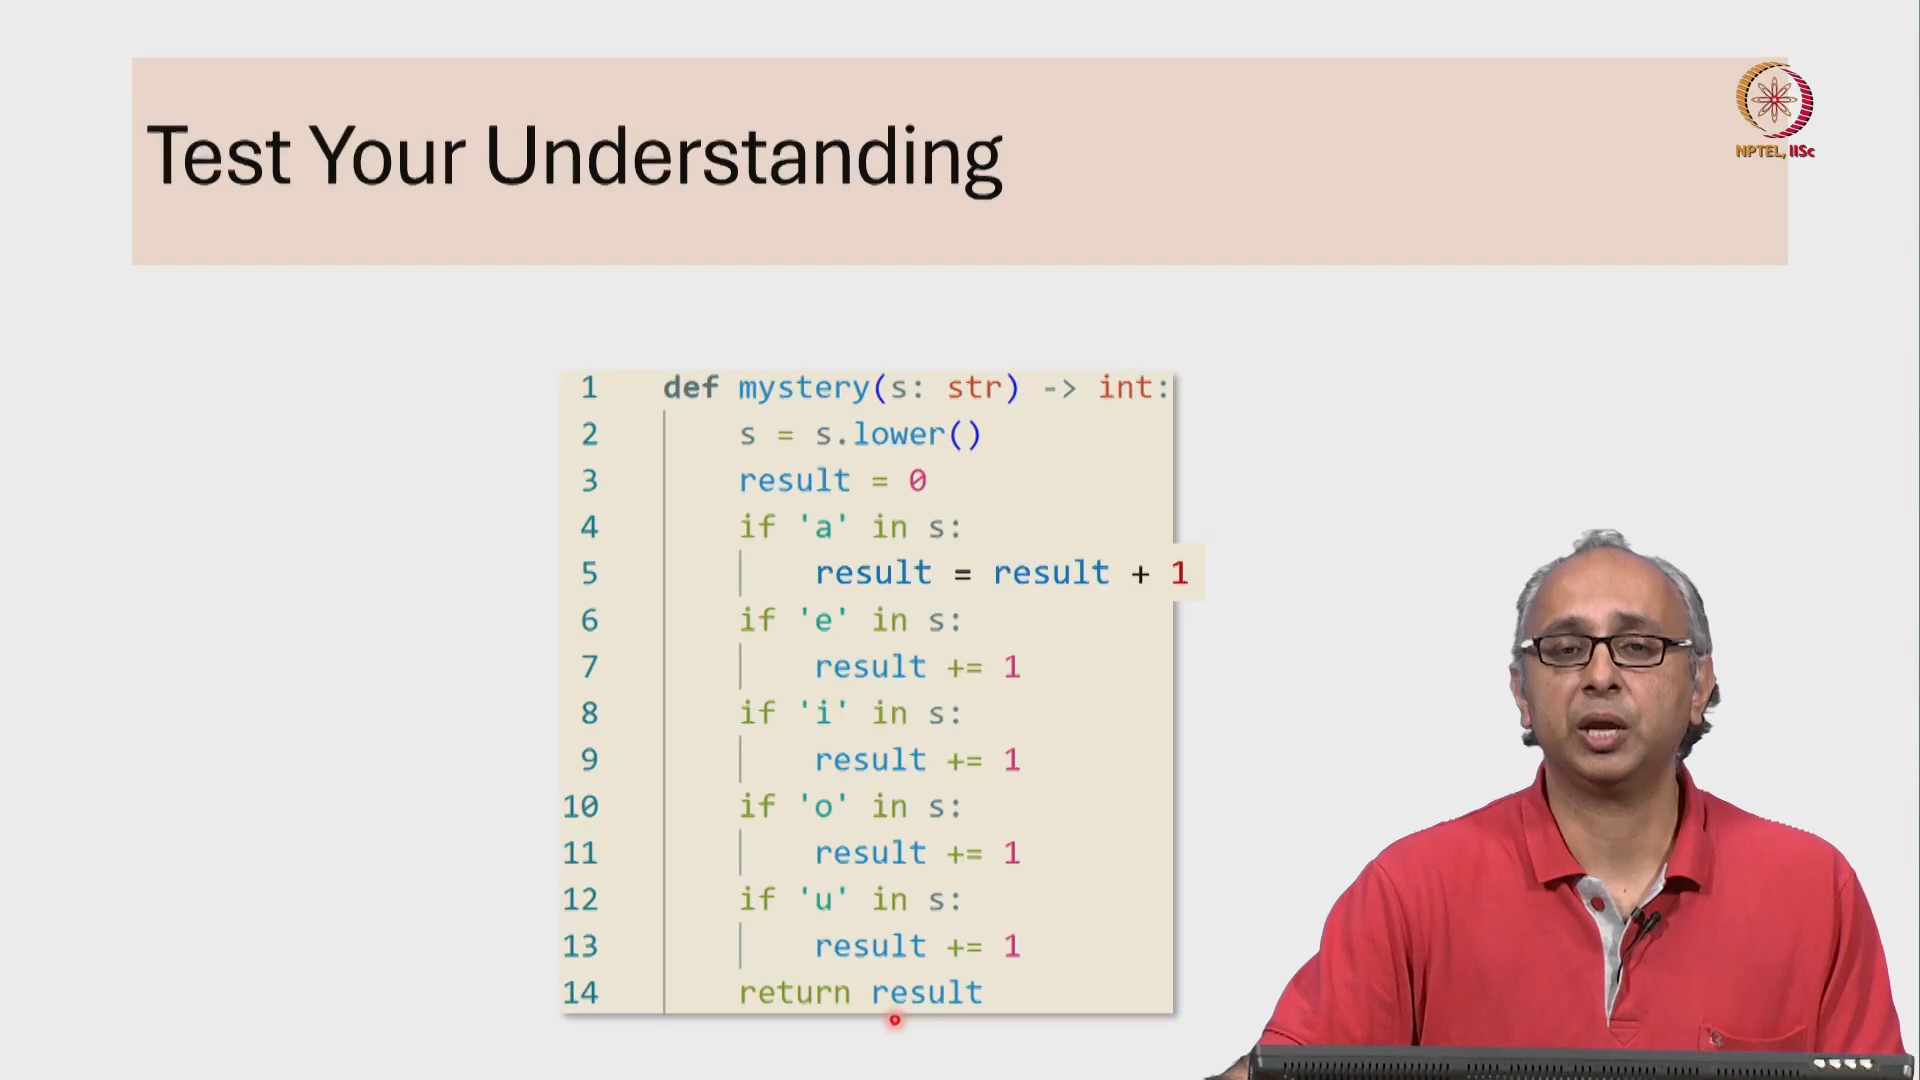 Test Your Understanding
NPTEL, IISc
1 def mystery(s: str) -> int:
2 s = s.lower()
3 result = 0
4 if 'a' in s:
5 result = result + 1
6 if 'e' in s:
7 result += 1
8 if 'i' in s:
9 result += 1
10 if 'o' in s:
11 result += 1
12 if 'u' in s:
13 result += 1
14 return result